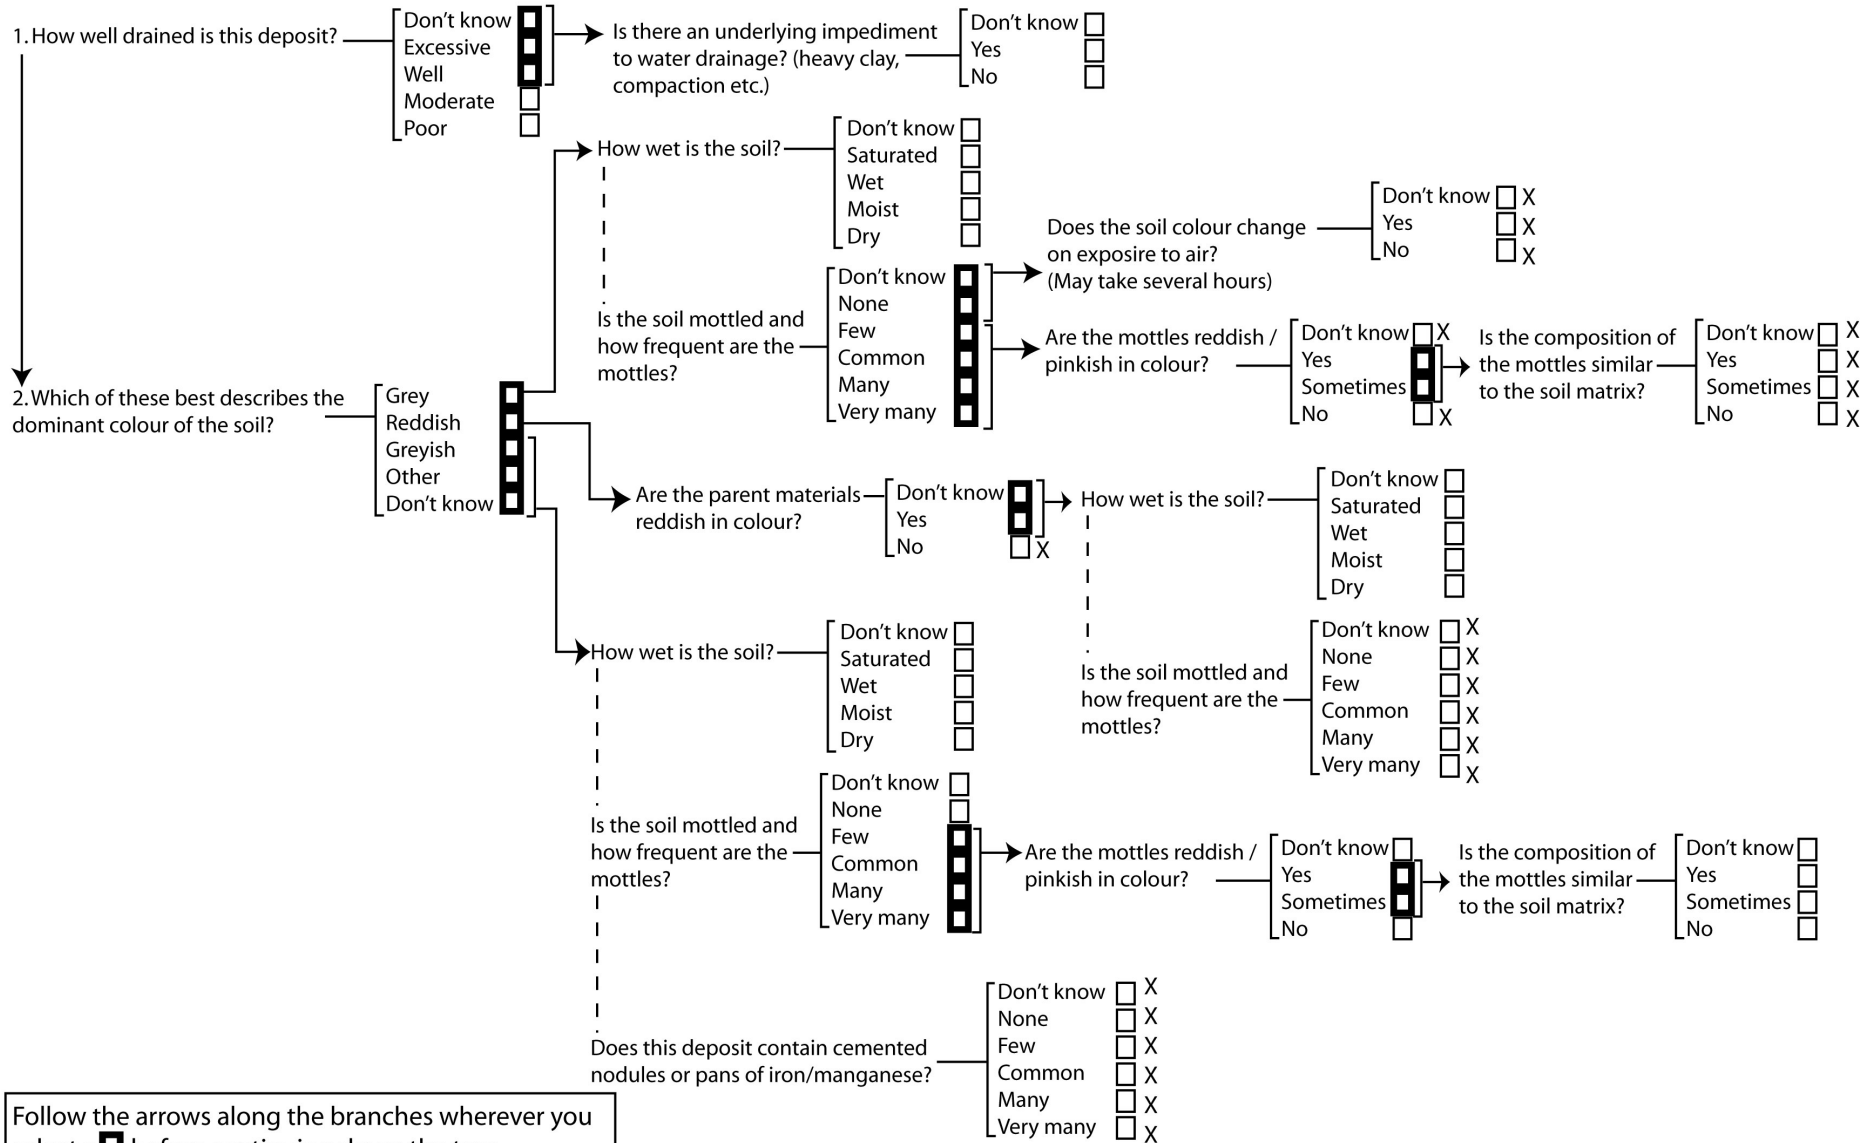 1.How well drained is this deposit?
Don't know
Excessive
Well
Moderate
Poor
Is there an underlying impediment
to water drainage? (heavy clay,
compaction etc.)
Don't know
Yes
No
How wet is the soil?
Don't know
Saturated
Wet
Moist
Dry
Is the soil mottled and
how frequent are the
mottles?
Don't know
None
Few
Common
Many
Very many
Does the soil colour change
on exposire to air?
(May take several hours)
Don't know X
Yes X
No X
Are the mottles reddish /
pinkish in colour?
Don't know X
Yes
Sometimes
No X
Is the composition of
the mottles similar
to the soil matrix?
Don't know X
Yes X
Sometimes X
No X
2.Which of these best describes the
dominant colour of the soil?
Grey
Reddish
Greyish
Other
Don't know
Are the parent materials
reddish in colour?
Don't know
Yes
No X
How wet is the soil?
Don't know
Saturated
Wet
Moist
Dry
Is the soil mottled and
how frequent are the
mottles?
Don't know X
None X
Few X
Common X
Many X
Very many X
How wet is the soil?
Don't know
Saturated
Wet
Moist
Dry
Is the soil mottled and
how frequent are the
mottles?
Don't know
None
Few
Common
Many
Very many
Are the mottles reddish /
pinkish in colour?
Don't know
Yes
Sometimes
No
Is the composition of
the mottles similar
to the soil matrix?
Don't know
Yes
Sometimes
No
Does this deposit contain cemented
nodules or pans of iron/manganese?
Don't know X
None X
Few X
Common X
Many X
Very many X
Follow the arrows along the branches wherever you